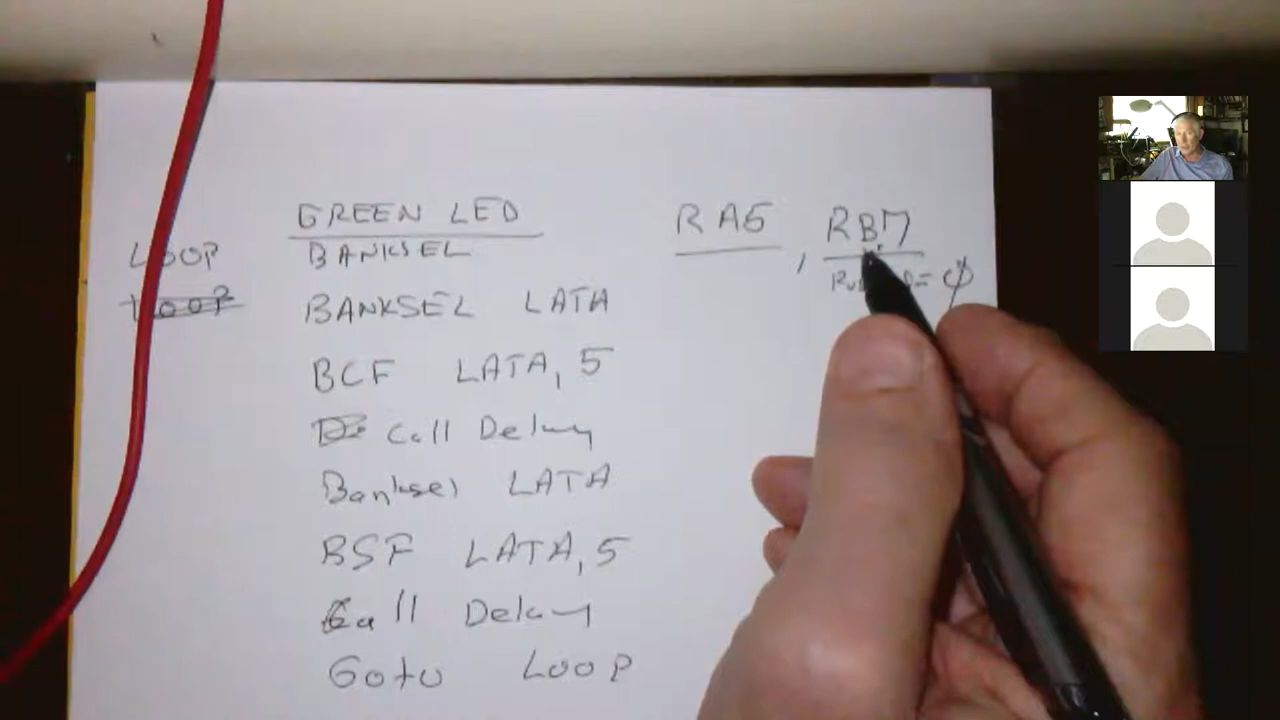 GREEN LED
RA5, RB7
LOOP BANKSEL
LOOP BANKSEL LATA
BCF LATA, 5
Call Delay
Banksel LATA
BSF LATA, 5
Call Delay
Goto LOOP